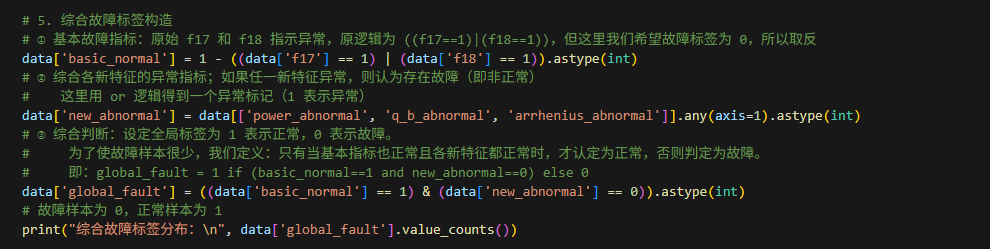 # 5. 综合故障标签构造
# ① 基本故障指标：原始 f17 和 f18 指示异常，原逻辑为 ((f17==1)|(f18==1))，但这里我们希望故障标签为 0，所以取反
data['basic_normal'] = 1 - ((data['f17'] == 1) | (data['f18'] == 1)).astype(int)
# ② 综合各新特征的异常指标；如果任一新特征异常，则认为存在故障（即非正常）
#    这里用 or 逻辑得到一个异常标记（1 表示异常）
data['new_abnormal'] = data[['power_abnormal', 'q_b_abnormal', 'arrhenius_abnormal']].any(axis=1).astype(int)
# ③ 综合判断：设定全局标签为 1 表示正常，0 表示故障。
#     为了使故障样本很少，我们定义：只有当基本指标也正常且各新特征都正常时，才认定为正常，否则判定为故障。
#     即：global_fault = 1 if (basic_normal==1 and new_abnormal==0) else 0
data['global_fault'] = ((data['basic_normal'] == 1) & (data['new_abnormal'] == 0)).astype(int)
# 故障样本为 0，正常样本为 1
print("综合故障标签分布：\n", data['global_fault'].value_counts())